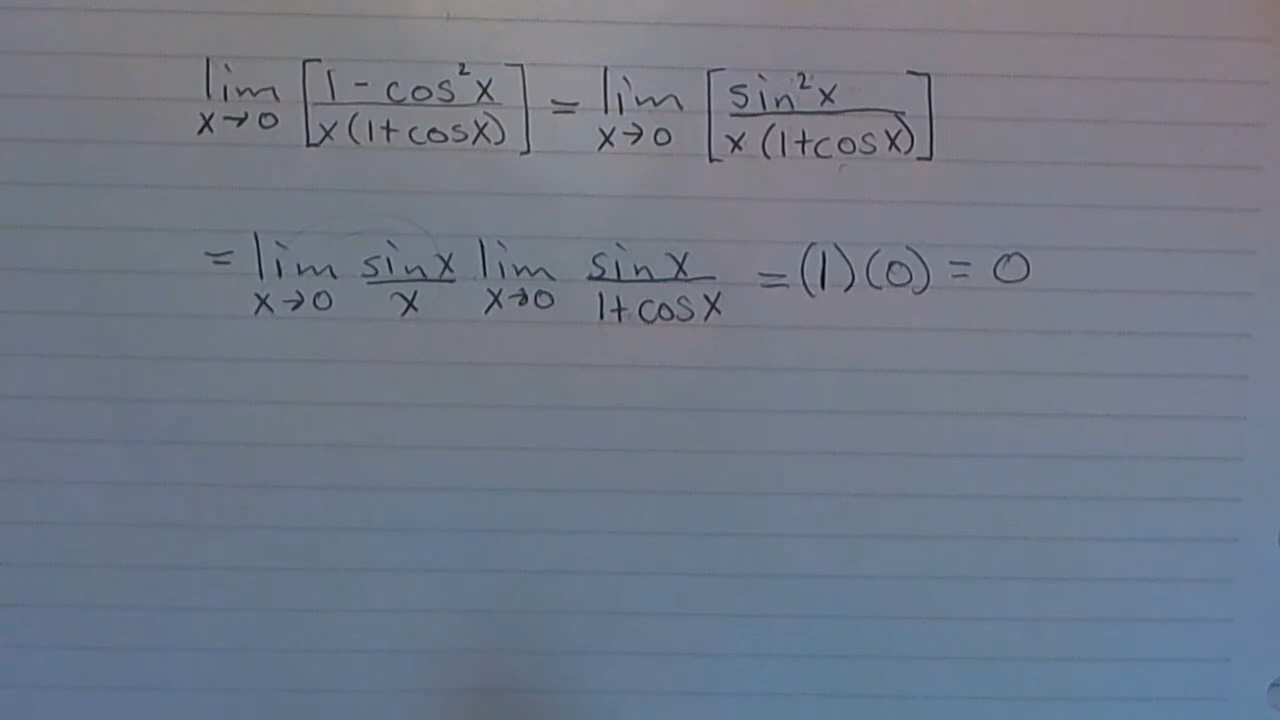 lim x→0 [1 - cos²x / x(1+cosx)] = lim x→0 [sin²x / x(1+cosx)]
= lim x→0 sinx / x lim x→0 sinx / 1+cosx = (1)(0) = 0